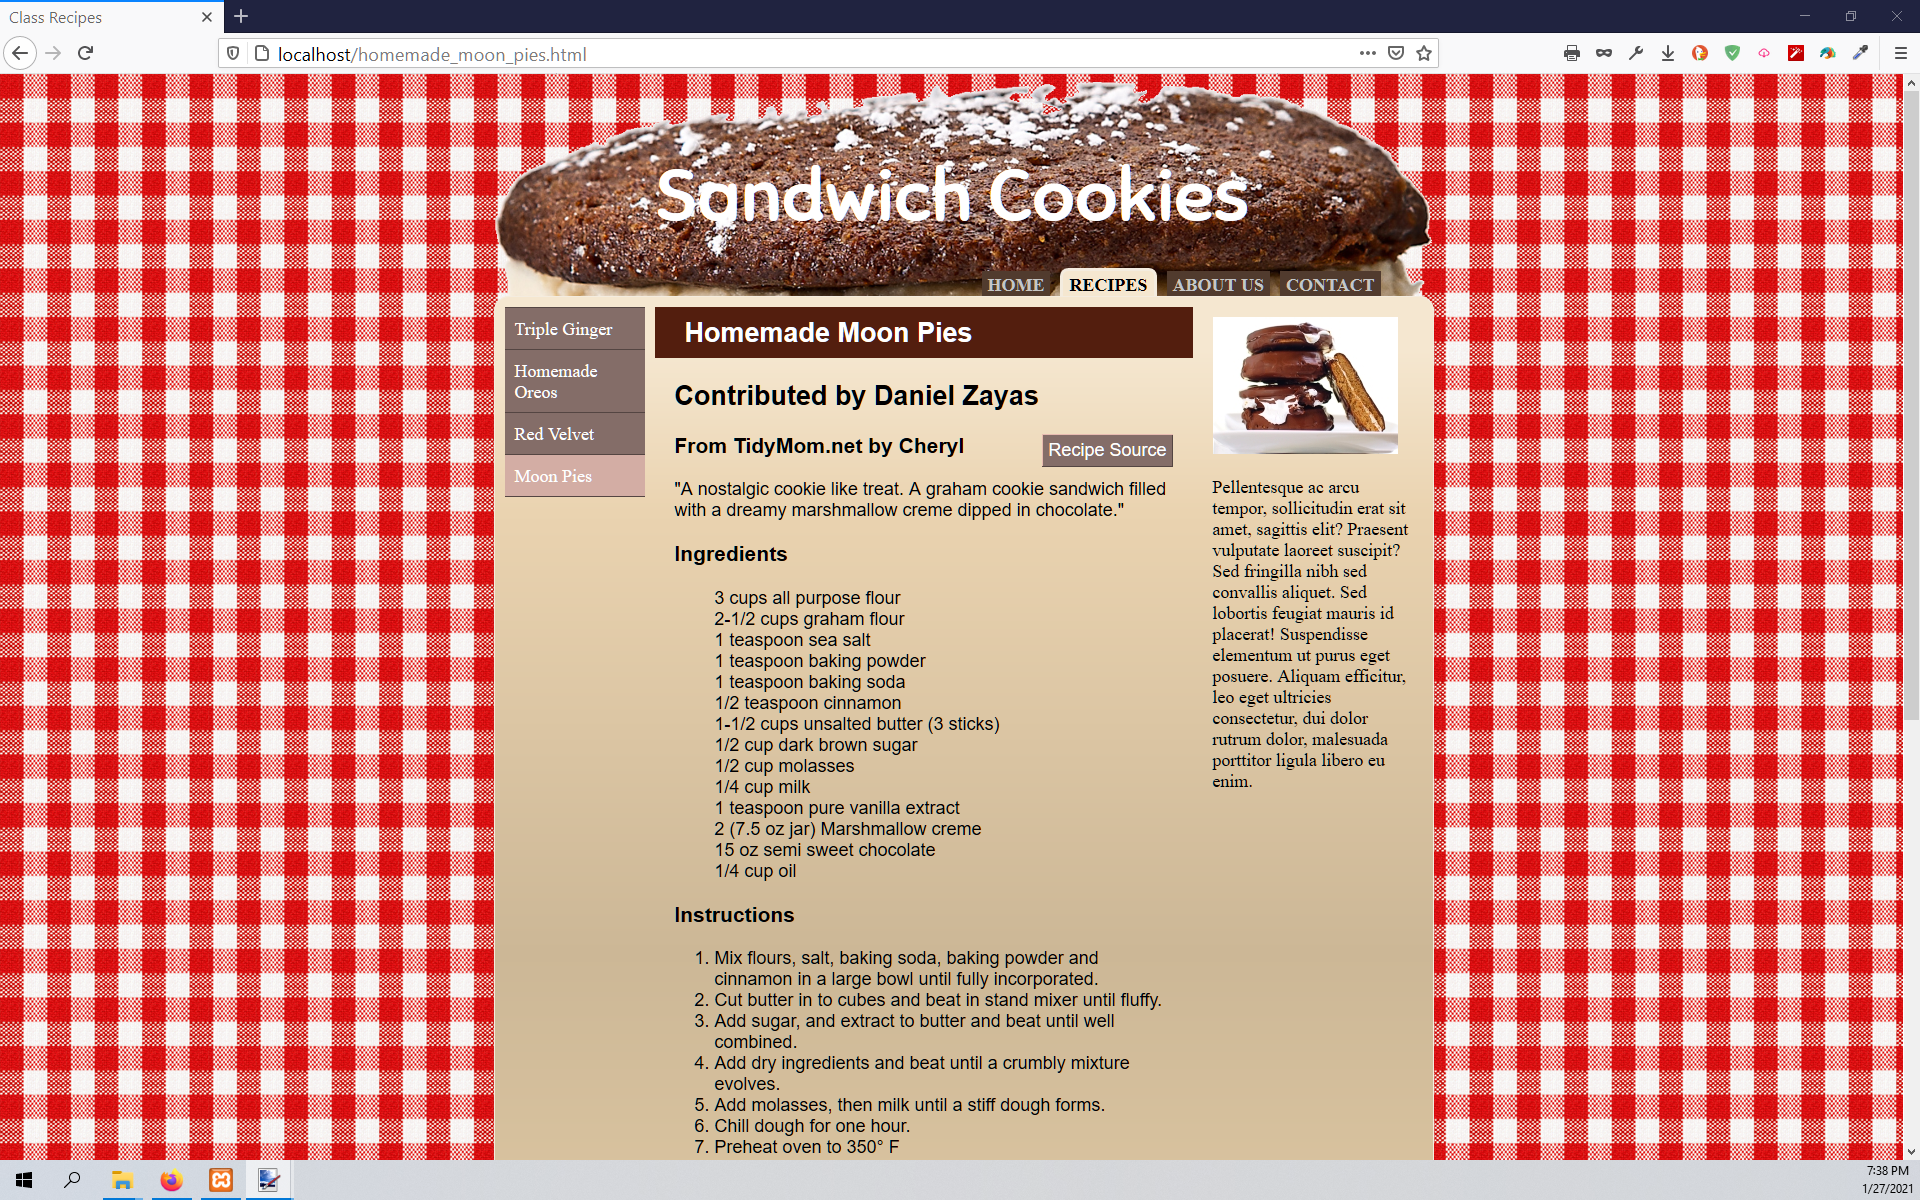 Class Recipes
localhost/homemade_moon_pies.html
Sandwich Cookies
HOME
RECIPES
ABOUT US
CONTACT
Triple Ginger
Homemade
Oreos
Red Velvet
Moon Pies
Homemade Moon Pies
Contributed by Daniel Zayas
From TidyMom.net by Cheryl
Recipe Source
"A nostalgic cookie like treat. A graham cookie sandwich filled
with a dreamy marshmallow creme dipped in chocolate."
Ingredients
3 cups all purpose flour
2-1/2 cups graham flour
1 teaspoon sea salt
1 teaspoon baking powder
1 teaspoon baking soda
1/2 teaspoon cinnamon
1-1/2 cups unsalted butter (3 sticks)
1/2 cup dark brown sugar
1/2 cup molasses
1/4 cup milk
1 teaspoon pure vanilla extract
2 (7.5 oz jar) Marshmallow creme
15 oz semi sweet chocolate
1/4 cup oil
Instructions
1. Mix flours, salt, baking soda, baking powder and
cinnamon in a large bowl until fully incorporated.
2. Cut butter in to cubes and beat in stand mixer until fluffy.
3. Add sugar, and extract to butter and beat until well
combined.
4. Add dry ingredients and beat until a crumbly mixture
evolves.
5. Add molasses, then milk until a stiff dough forms.
6. Chill dough for one hour.
7. Preheat oven to 350° F
Pellentesque ac arcu
tempor, sollicitudin erat sit
amet, sagittis elit? Praesent
vulputate laoreet suscipit?
Sed fringilla nibh sed
convallis aliquet. Sed
lobortis feugiat mauris id
placerat! Suspendisse
elementum ut purus eget
posuere. Aliquam efficitur,
leo eget ultricies
consectetur, dui dolor
rutrum dolor, malesuada
porttitor ligula libero eu
enim.
7:38 PM
1/27/2021